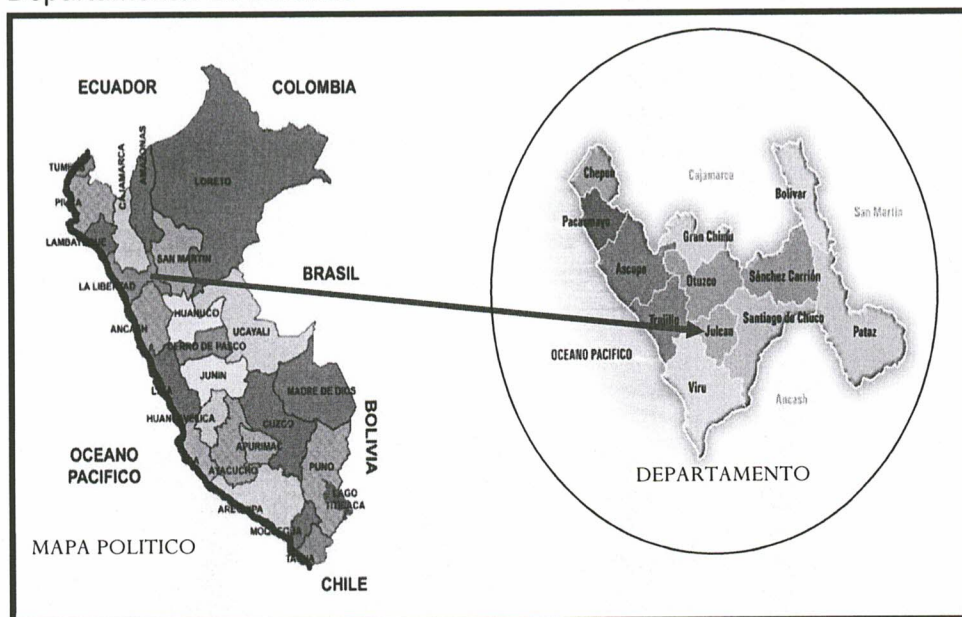 ECUADOR
COLOMBIA
TUMBES
PIURA
CAJARMARCA
AMAZONAS
LORETO
LAMBAYEQUE
SAN MARTIN
LA LIBERTAD
BRASIL
HUANUCO
ANCASH
UCAYALI
CERRO DE PASCO
JUNIN
LIMA
MADRE DE DIOS
HUANCAVELICA
CUZCO
BOLIVIA
OCEANO
PACIFICO
APURIMAC
AYACUCHO
PUNO
LAGO
TITICACA
AREQUIPA
MOQUEGUA
MAPA POLITICO
TACNA
CHILE
Chepen
Cajamarca
Bolivar
Pacasmayo
San Martín
Gran Chimu
Ascope
Otuzco
Sánchez Carrión
Trujillo
Julcan
Santiago de Chuco
OCEANO PACIFICO
Pataz
Viru
Ancash
DEPARTAMENTO